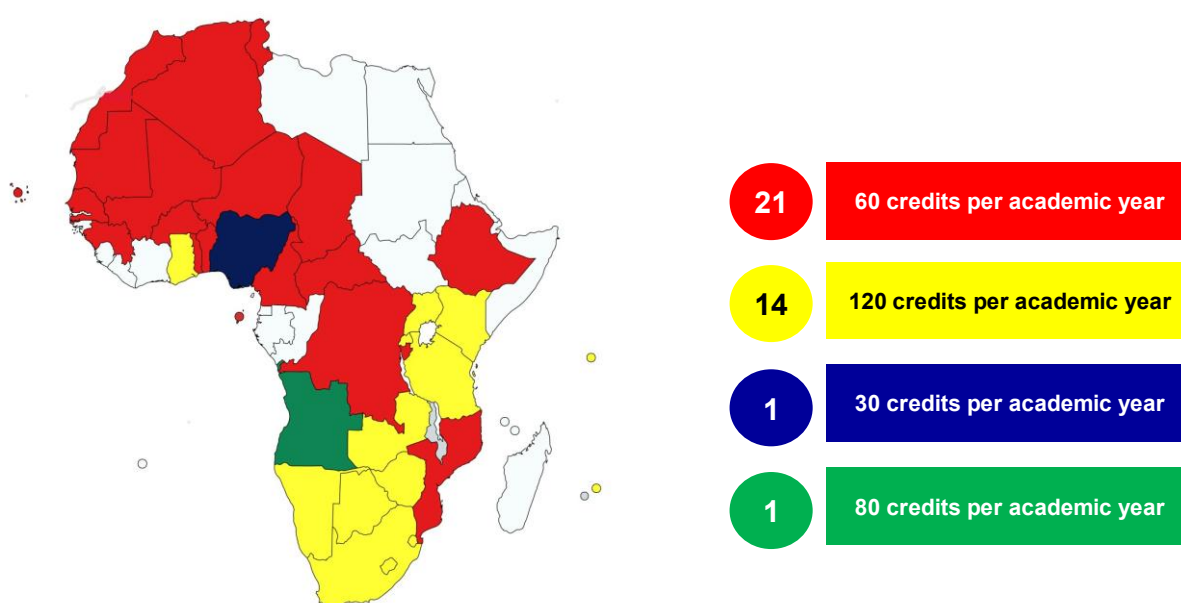 21
60 credits per academic year
14
120 credits per academic year
1
30 credits per academic year
1
80 credits per academic year